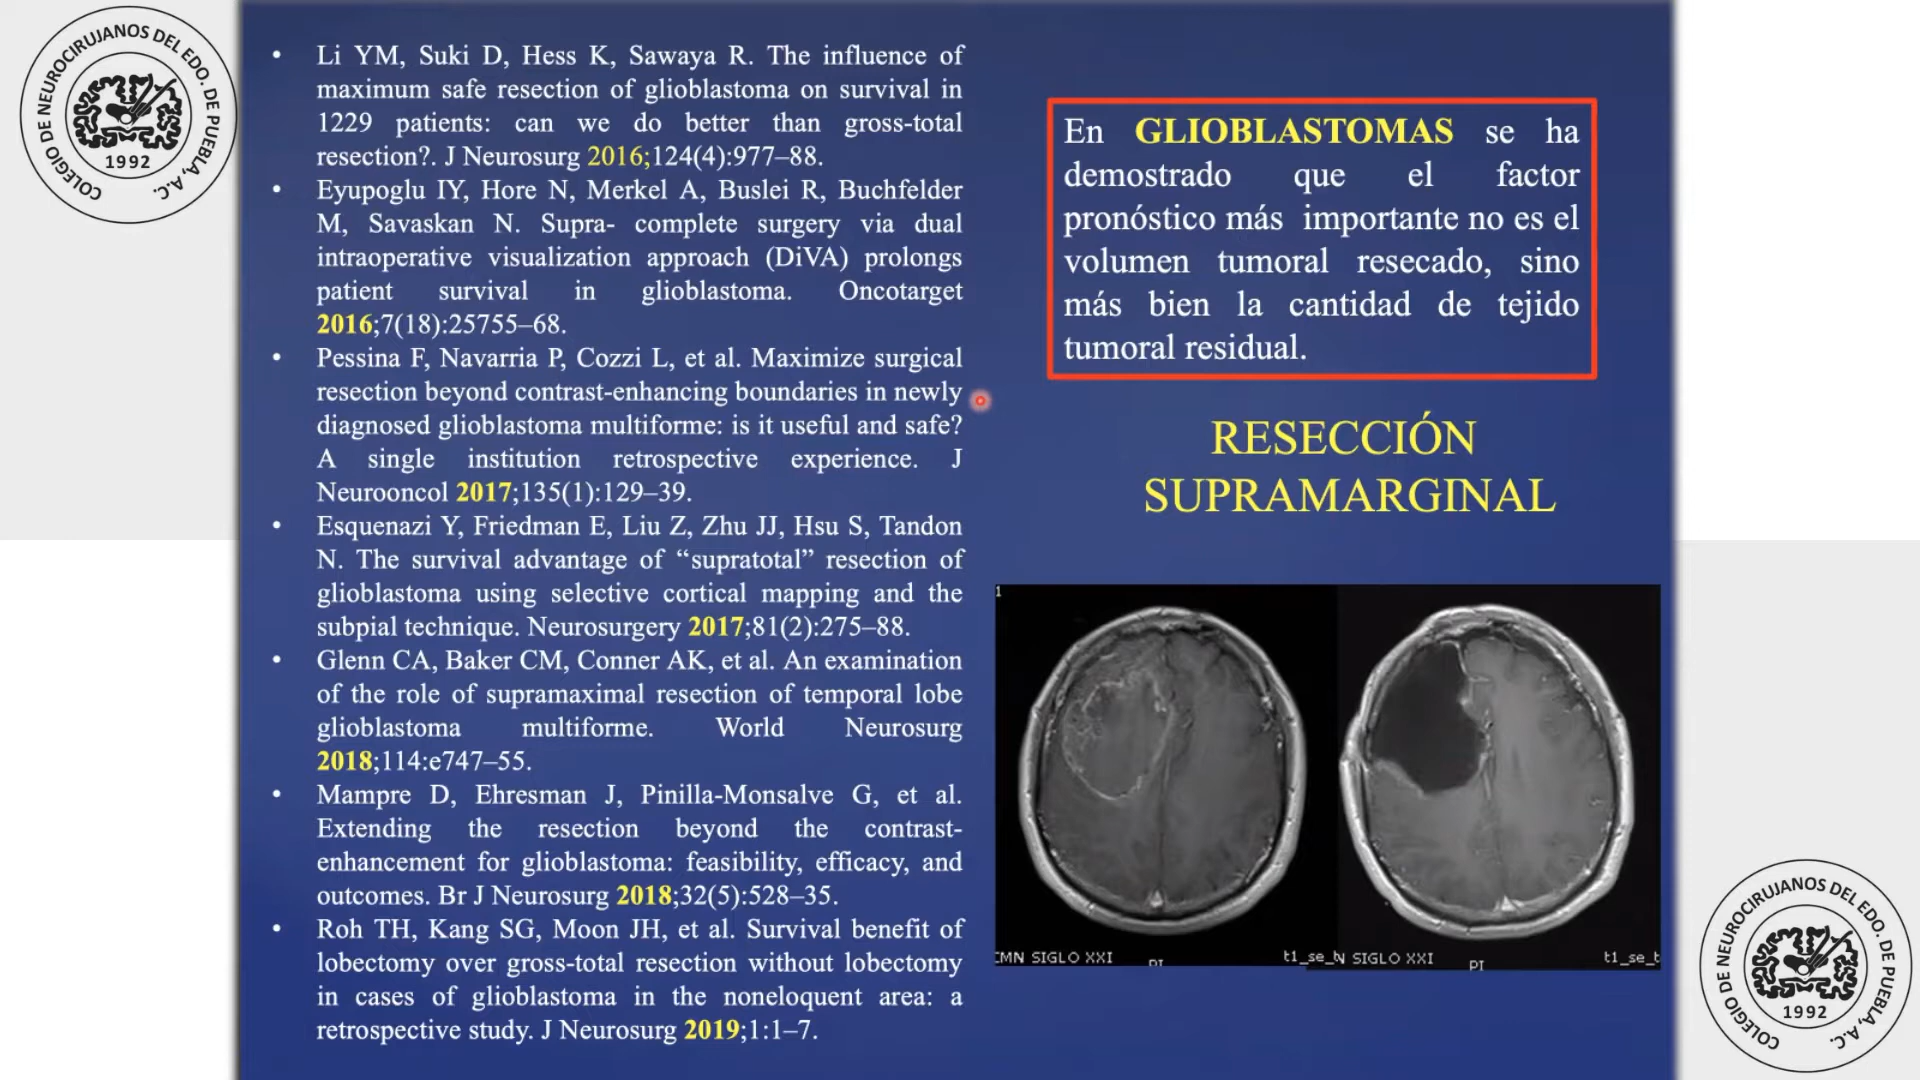 COLEGIO DE NEUROCIRUJANOS DEL EDO. DE PUEBLA, A.C.
1992
• Li YM, Suki D, Hess K, Sawaya R. The influence of
maximum safe resection of glioblastoma on survival in
1229 patients: can we do better than gross-total
resection?. J Neurosurg 2016;124(4):977–88.
• Eyupoglu IY, Hore N, Merkel A, Buslei R, Buchfelder
M, Savaskan N. Supra- complete surgery via dual
intraoperative visualization approach (DiVA) prolongs
patient survival in glioblastoma. Oncotarget
2016;7(18):25755–68.
• Pessina F, Navarria P, Cozzi L, et al. Maximize surgical
resection beyond contrast-enhancing boundaries in newly
diagnosed glioblastoma multiforme: is it useful and safe?
A single institution retrospective experience. J
Neurooncol 2017;135(1):129–39.
• Esquenazi Y, Friedman E, Liu Z, Zhu JJ, Hsu S, Tandon
N. The survival advantage of “supratotal” resection of
glioblastoma using selective cortical mapping and the
subpial technique. Neurosurgery 2017;81(2):275–88.
• Glenn CA, Baker CM, Conner AK, et al. An examination
of the role of supramaximal resection of temporal lobe
glioblastoma multiforme. World Neurosurg
2018;114:e747–55.
• Mampre D, Ehresman J, Pinilla-Monsalve G, et al.
Extending the resection beyond the contrast-
enhancement for glioblastoma: feasibility, efficacy, and
outcomes. Br J Neurosurg 2018;32(5):528–35.
• Roh TH, Kang SG, Moon JH, et al. Survival benefit of
lobectomy over gross-total resection without lobectomy
in cases of glioblastoma in the noneloquent area: a
retrospective study. J Neurosurg 2019;1:1–7.
En GLIOBLASTOMAS se ha
demostrado que el factor
pronóstico más importante no es el
volumen tumoral resecado, sino
más bien la cantidad de tejido
tumoral residual.
RESECCIÓN
SUPRAMARGINAL
1
CMN SIGLO XXI
t1_se_t
N SIGLO XXI
t1_se_t
COLEGIO DE NEUROCIRUJANOS DEL EDO. DE PUEBLA, A.C.
1992